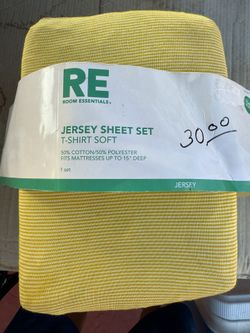 RE
ROOM ESSENTIALS
JERSEY SHEET SET
T-SHIRT SOFT
50% COTTON/50% POLYESTER
FITS MATTRESSES UP TO 15" DEEP
1 set
30.00
JERSEY